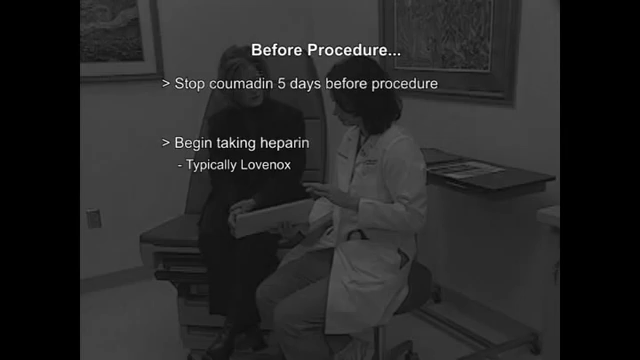 Before Procedure...
> Stop coumadin 5 days before procedure
> Begin taking heparin
- Typically Lovenox